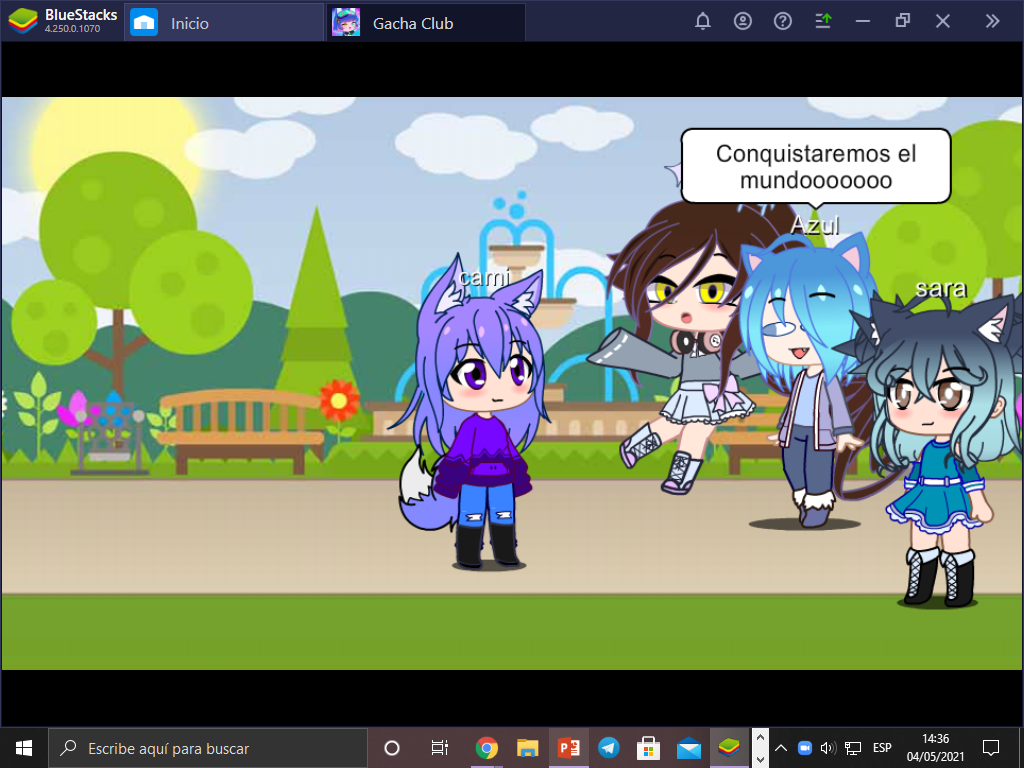 BlueStacks
4.250.0.1070
Inicio
Gacha Club
Conquistaremos el
mundooooooo
Azul
cami
sara
Escribe aquí para buscar
ESP
14:36
04/05/2021